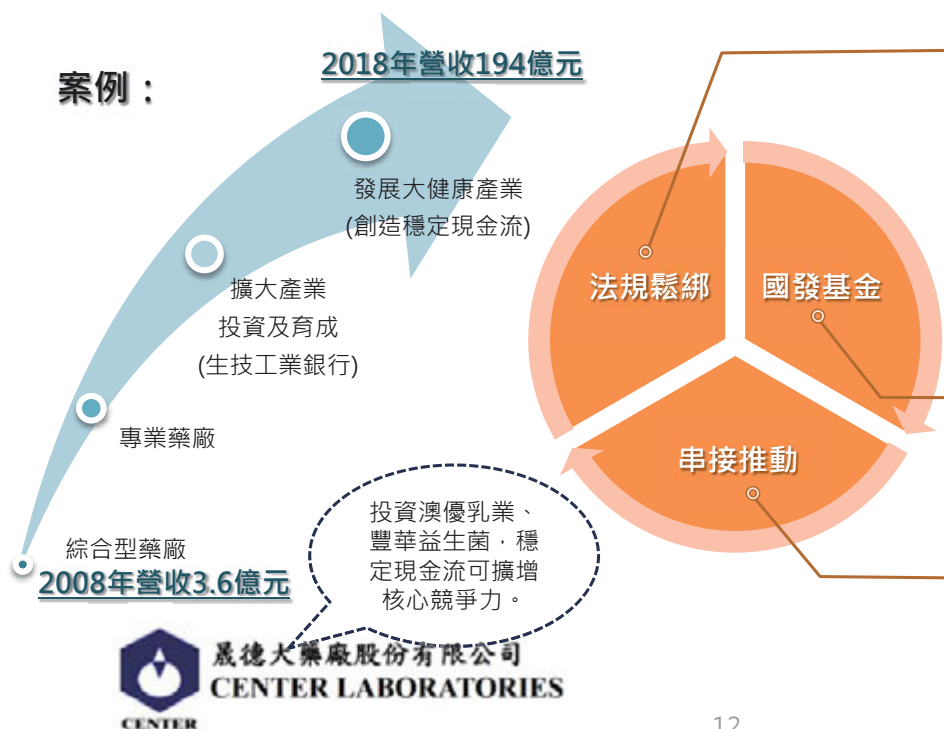 案例：
2018年營收194億元
發展大健康產業
(創造穩定現金流)
擴大產業
投資及育成
(生技工業銀行)
專業藥廠
綜合型藥廠
2008年營收3.6億元
投資澳優乳業、
豐華益生菌，穩
定現金流可擴增
核心競爭力。
法規鬆綁
國發基金
串接推動
晟德大藥廠股份有限公司
CENTER LABORATORIES
CENTER
12